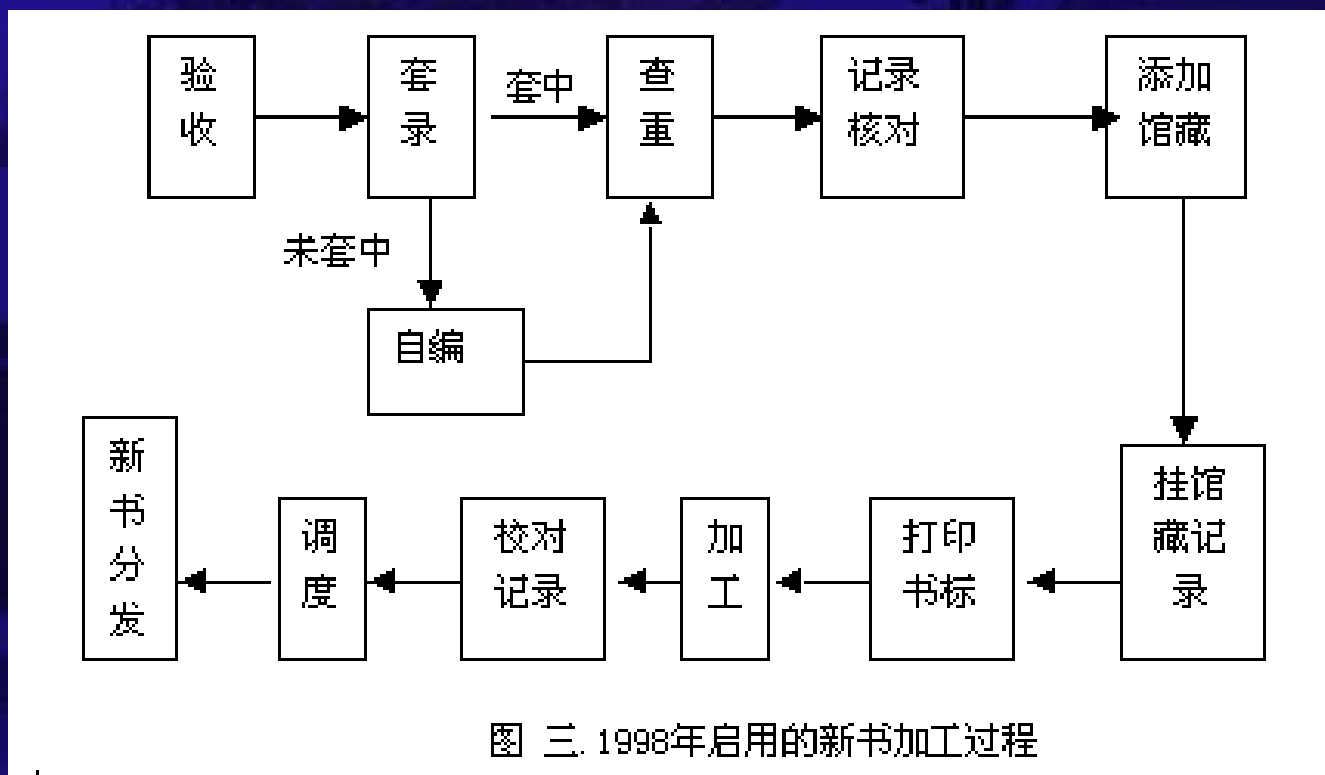 验
收
套
录
套中
查
重
记录
核对
添加
馆藏
未套中
自编
挂馆
藏记
录
打印
书标
加
工
校对
记录
调
度
新
书
分
发
图 三. 1998年启用的新书加工过程